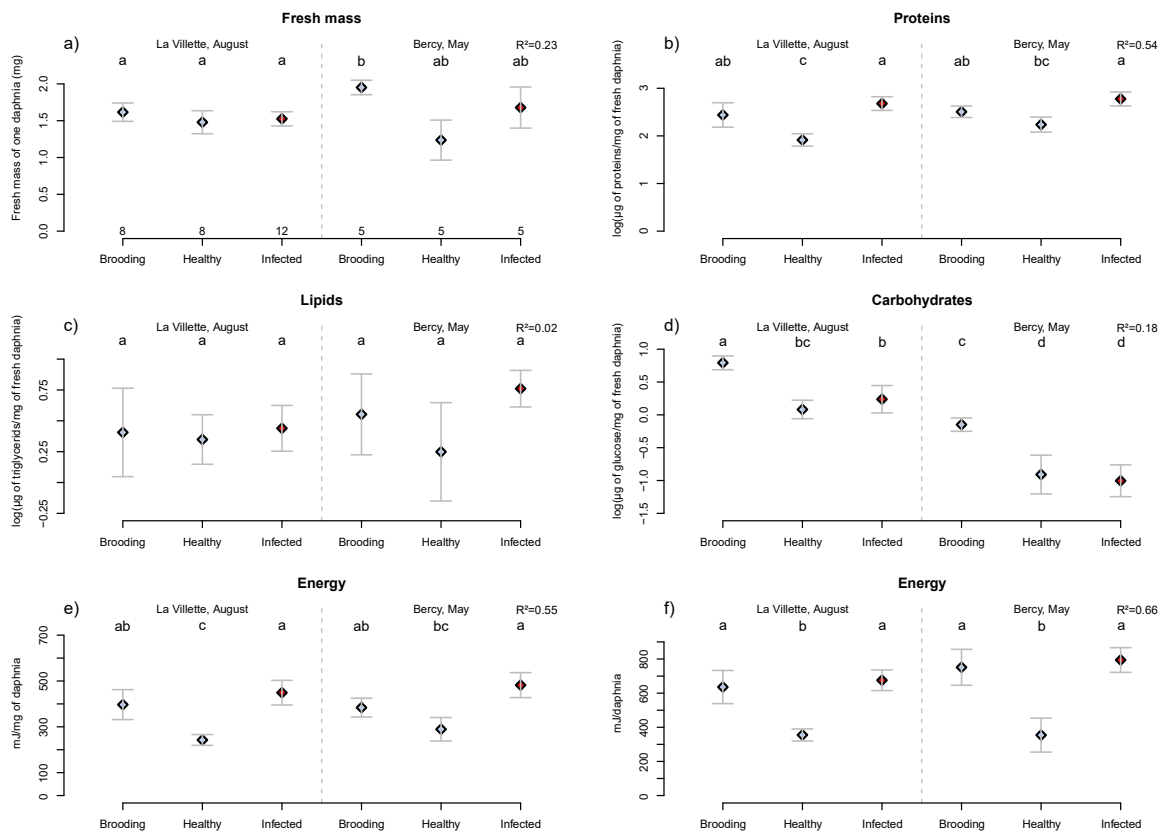 Fresh mass
a)
La Villette, August
Bercy, May
R²=0.23
a a a b ab ab
Fresh mass of one daphnia (mg)
2.0
1.5
1.0
0.5
0.0
8 8 12 5 5 5
Brooding Healthy Infected Brooding Healthy Infected
Proteins
b)
La Villette, August
Bercy, May
R²=0.54
ab c a ab bc a
log(µg of proteins/mg of fresh daphnia)
3
2
1
0
Brooding Healthy Infected Brooding Healthy Infected
Lipids
c)
La Villette, August
Bercy, May
R²=0.02
a a a a a a
log(µg of triglycerids/mg of fresh daphnia)
0.75
0.25
−0.25
Brooding Healthy Infected Brooding Healthy Infected
Carbohydrates
d)
La Villette, August
Bercy, May
R²=0.18
a bc b c d d
log(µg of glucose/mg of fresh daphnia)
1.0
0.5
0.0
−0.5
−1.0
−1.5
Brooding Healthy Infected Brooding Healthy Infected
Energy
e)
La Villette, August
Bercy, May
R²=0.55
ab c a ab bc a
mJ/mg of daphnia
700
500
300
100
0
Brooding Healthy Infected Brooding Healthy Infected
Energy
f)
La Villette, August
Bercy, May
R²=0.66
a b a a b a
mJ/daphnia
800
600
400
200
0
Brooding Healthy Infected Brooding Healthy Infected